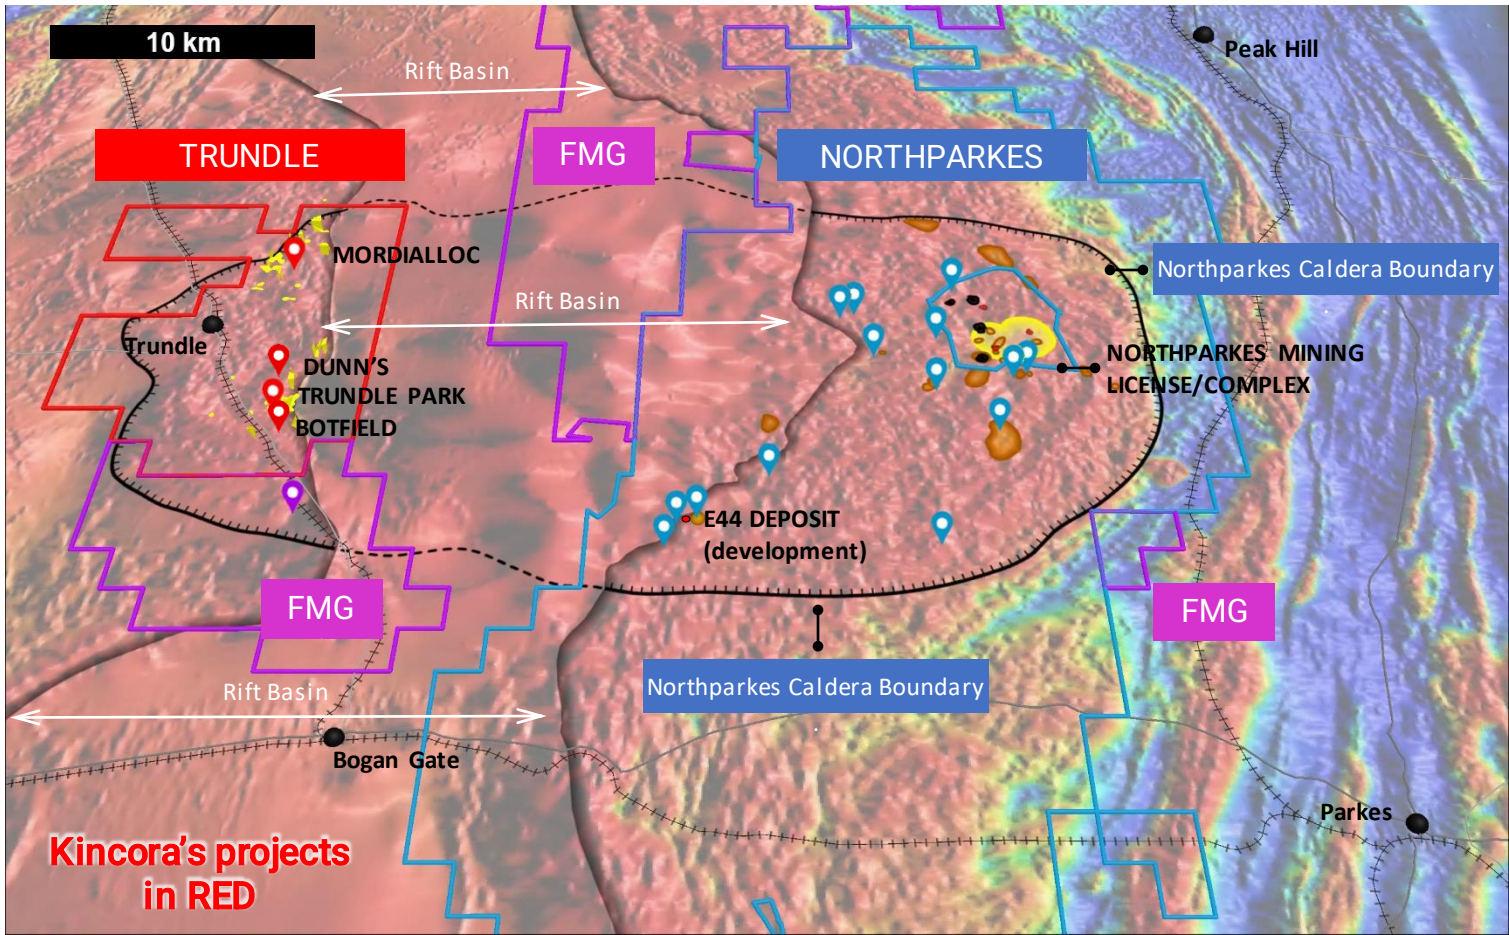 10 km
Peak Hill
Rift Basin
TRUNDLE
FMG
NORTHPARKES
MORDIALLOC
Northparkes Caldera Boundary
Rift Basin
Trundle
DUNN'S
TRUNDLE PARK
BOTFIELD
NORTHPARKES MINING
LICENSE/COMPLEX
E44 DEPOSIT
(development)
FMG
FMG
Northparkes Caldera Boundary
Rift Basin
Bogan Gate
Parkes
Kincora's projects
in RED